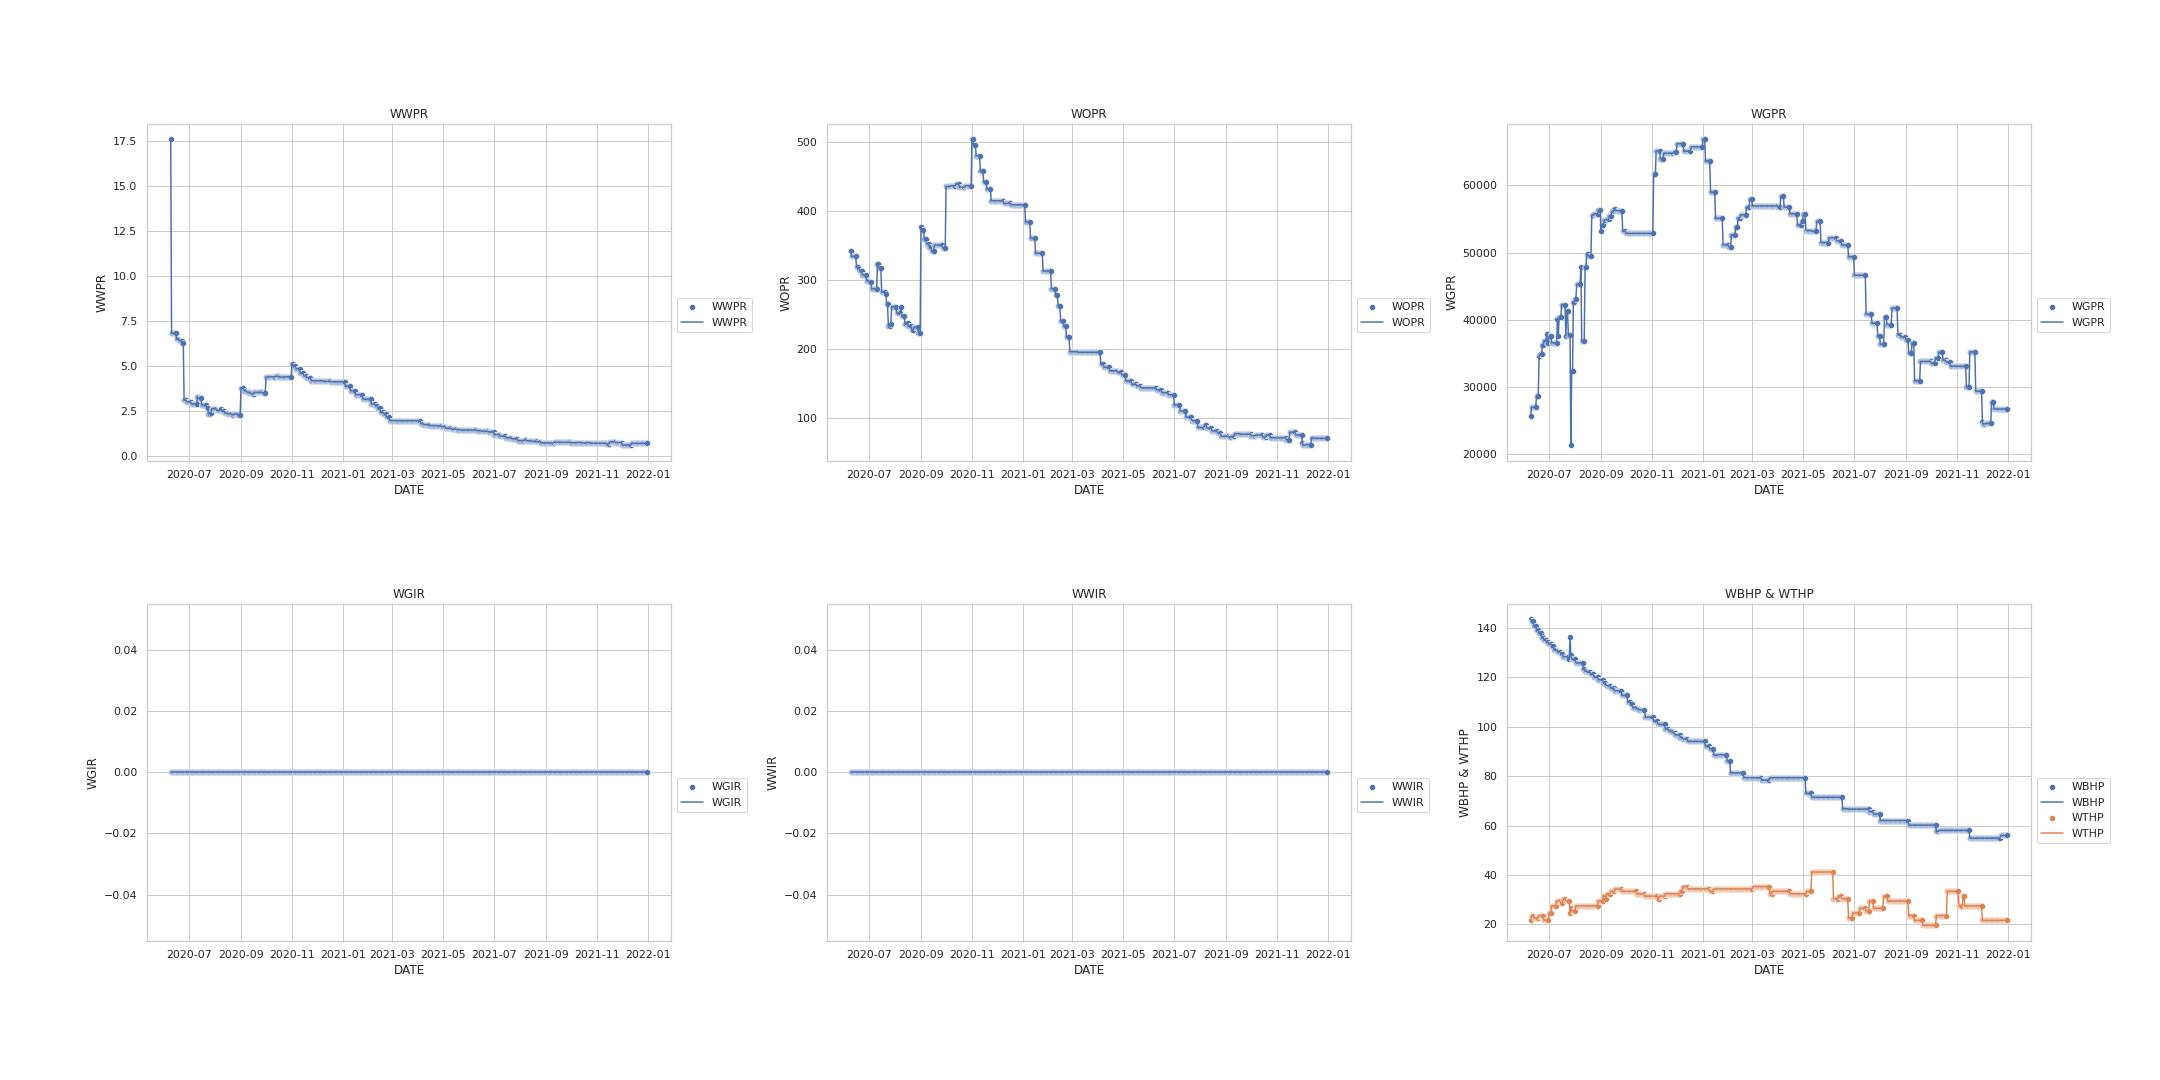 WWPR
17.5
15.0
12.5
10.0
7.5
5.0
2.5
0.0
WWPR
2020-07 2020-09 2020-11 2021-01 2021-03 2021-05 2021-07 2021-09 2021-11 2022-01
DATE
WWPR
WWPR
WOPR
500
400
300
200
100
WOPR
2020-07 2020-09 2020-11 2021-01 2021-03 2021-05 2021-07 2021-09 2021-11 2022-01
DATE
WOPR
WOPR
WGPR
60000
50000
40000
30000
20000
WGPR
2020-07 2020-09 2020-11 2021-01 2021-03 2021-05 2021-07 2021-09 2021-11 2022-01
DATE
WGPR
WGPR
WGIR
0.04
0.02
0.00
−0.02
−0.04
WGIR
2020-07 2020-09 2020-11 2021-01 2021-03 2021-05 2021-07 2021-09 2021-11 2022-01
DATE
WGIR
WGIR
WWIR
0.04
0.02
0.00
−0.02
−0.04
WWIR
2020-07 2020-09 2020-11 2021-01 2021-03 2021-05 2021-07 2021-09 2021-11 2022-01
DATE
WWIR
WWIR
WBHP & WTHP
140
120
100
80
60
40
20
WBHP & WTHP
2020-07 2020-09 2020-11 2021-01 2021-03 2021-05 2021-07 2021-09 2021-11 2022-01
DATE
WBHP
WBHP
WTHP
WTHP